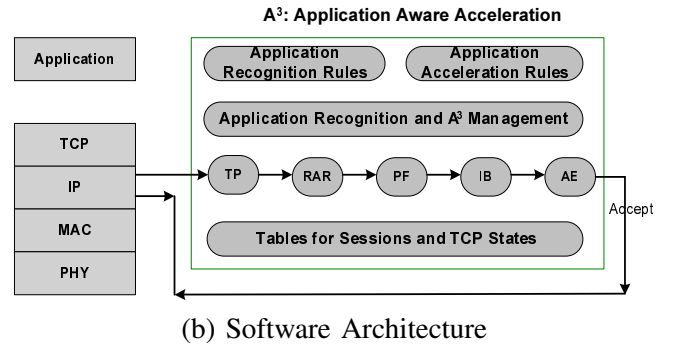 A³: Application Aware Acceleration
Application
Application
Recognition Rules
Application
Acceleration Rules
Application Recognition and A³ Management
TCP
IP
MAC
PHY
TP
RAR
PF
IB
AE
Accept
Tables for Sessions and TCP States
(b) Software Architecture